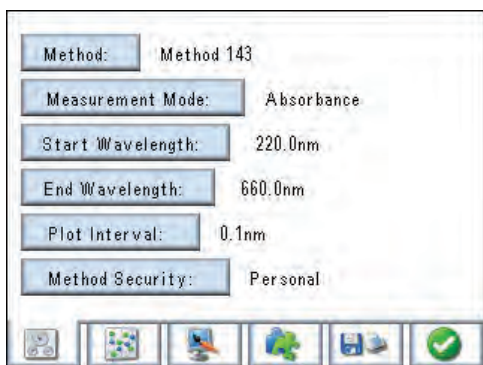 Method: Method 143
Measurement Mode: Absorbance
Start Wavelength: 220.0nm
End Wavelength: 660.0nm
Plot Interval: 0.1nm
Method Security: Personal